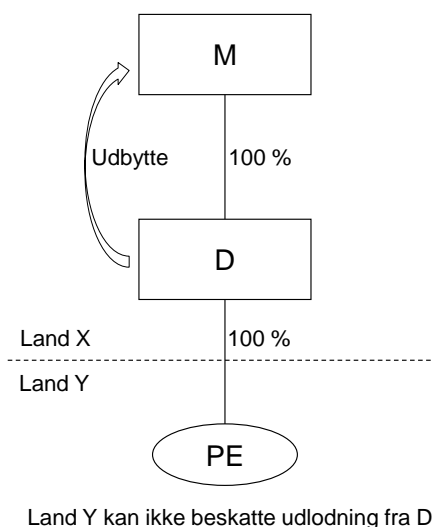 M
Udbytte
100 %
D
Land X
100 %
Land Y
PE
Land Y kan ikke beskatte udlodning fra D